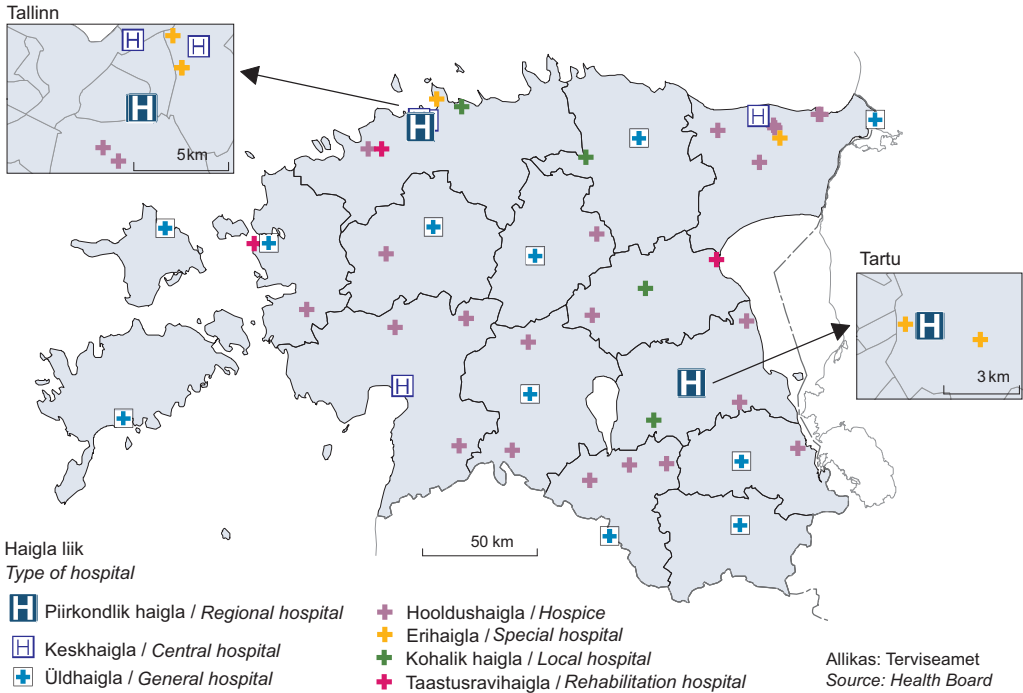 Tallinn
H
H
H
5 km
H
H
Tartu
H
3 km
H
H
50 km
Haigla liik
Type of hospital
H Piirkondlik haigla / Regional hospital
H Keskhaigla / Central hospital
Üldhaigla / General hospital
Hooldushaigla / Hospice
Erihaigla / Special hospital
Kohalik haigla / Local hospital
Taastusravihaigla / Rehabilitation hospital
Allikas: Terviseamet
Source: Health Board